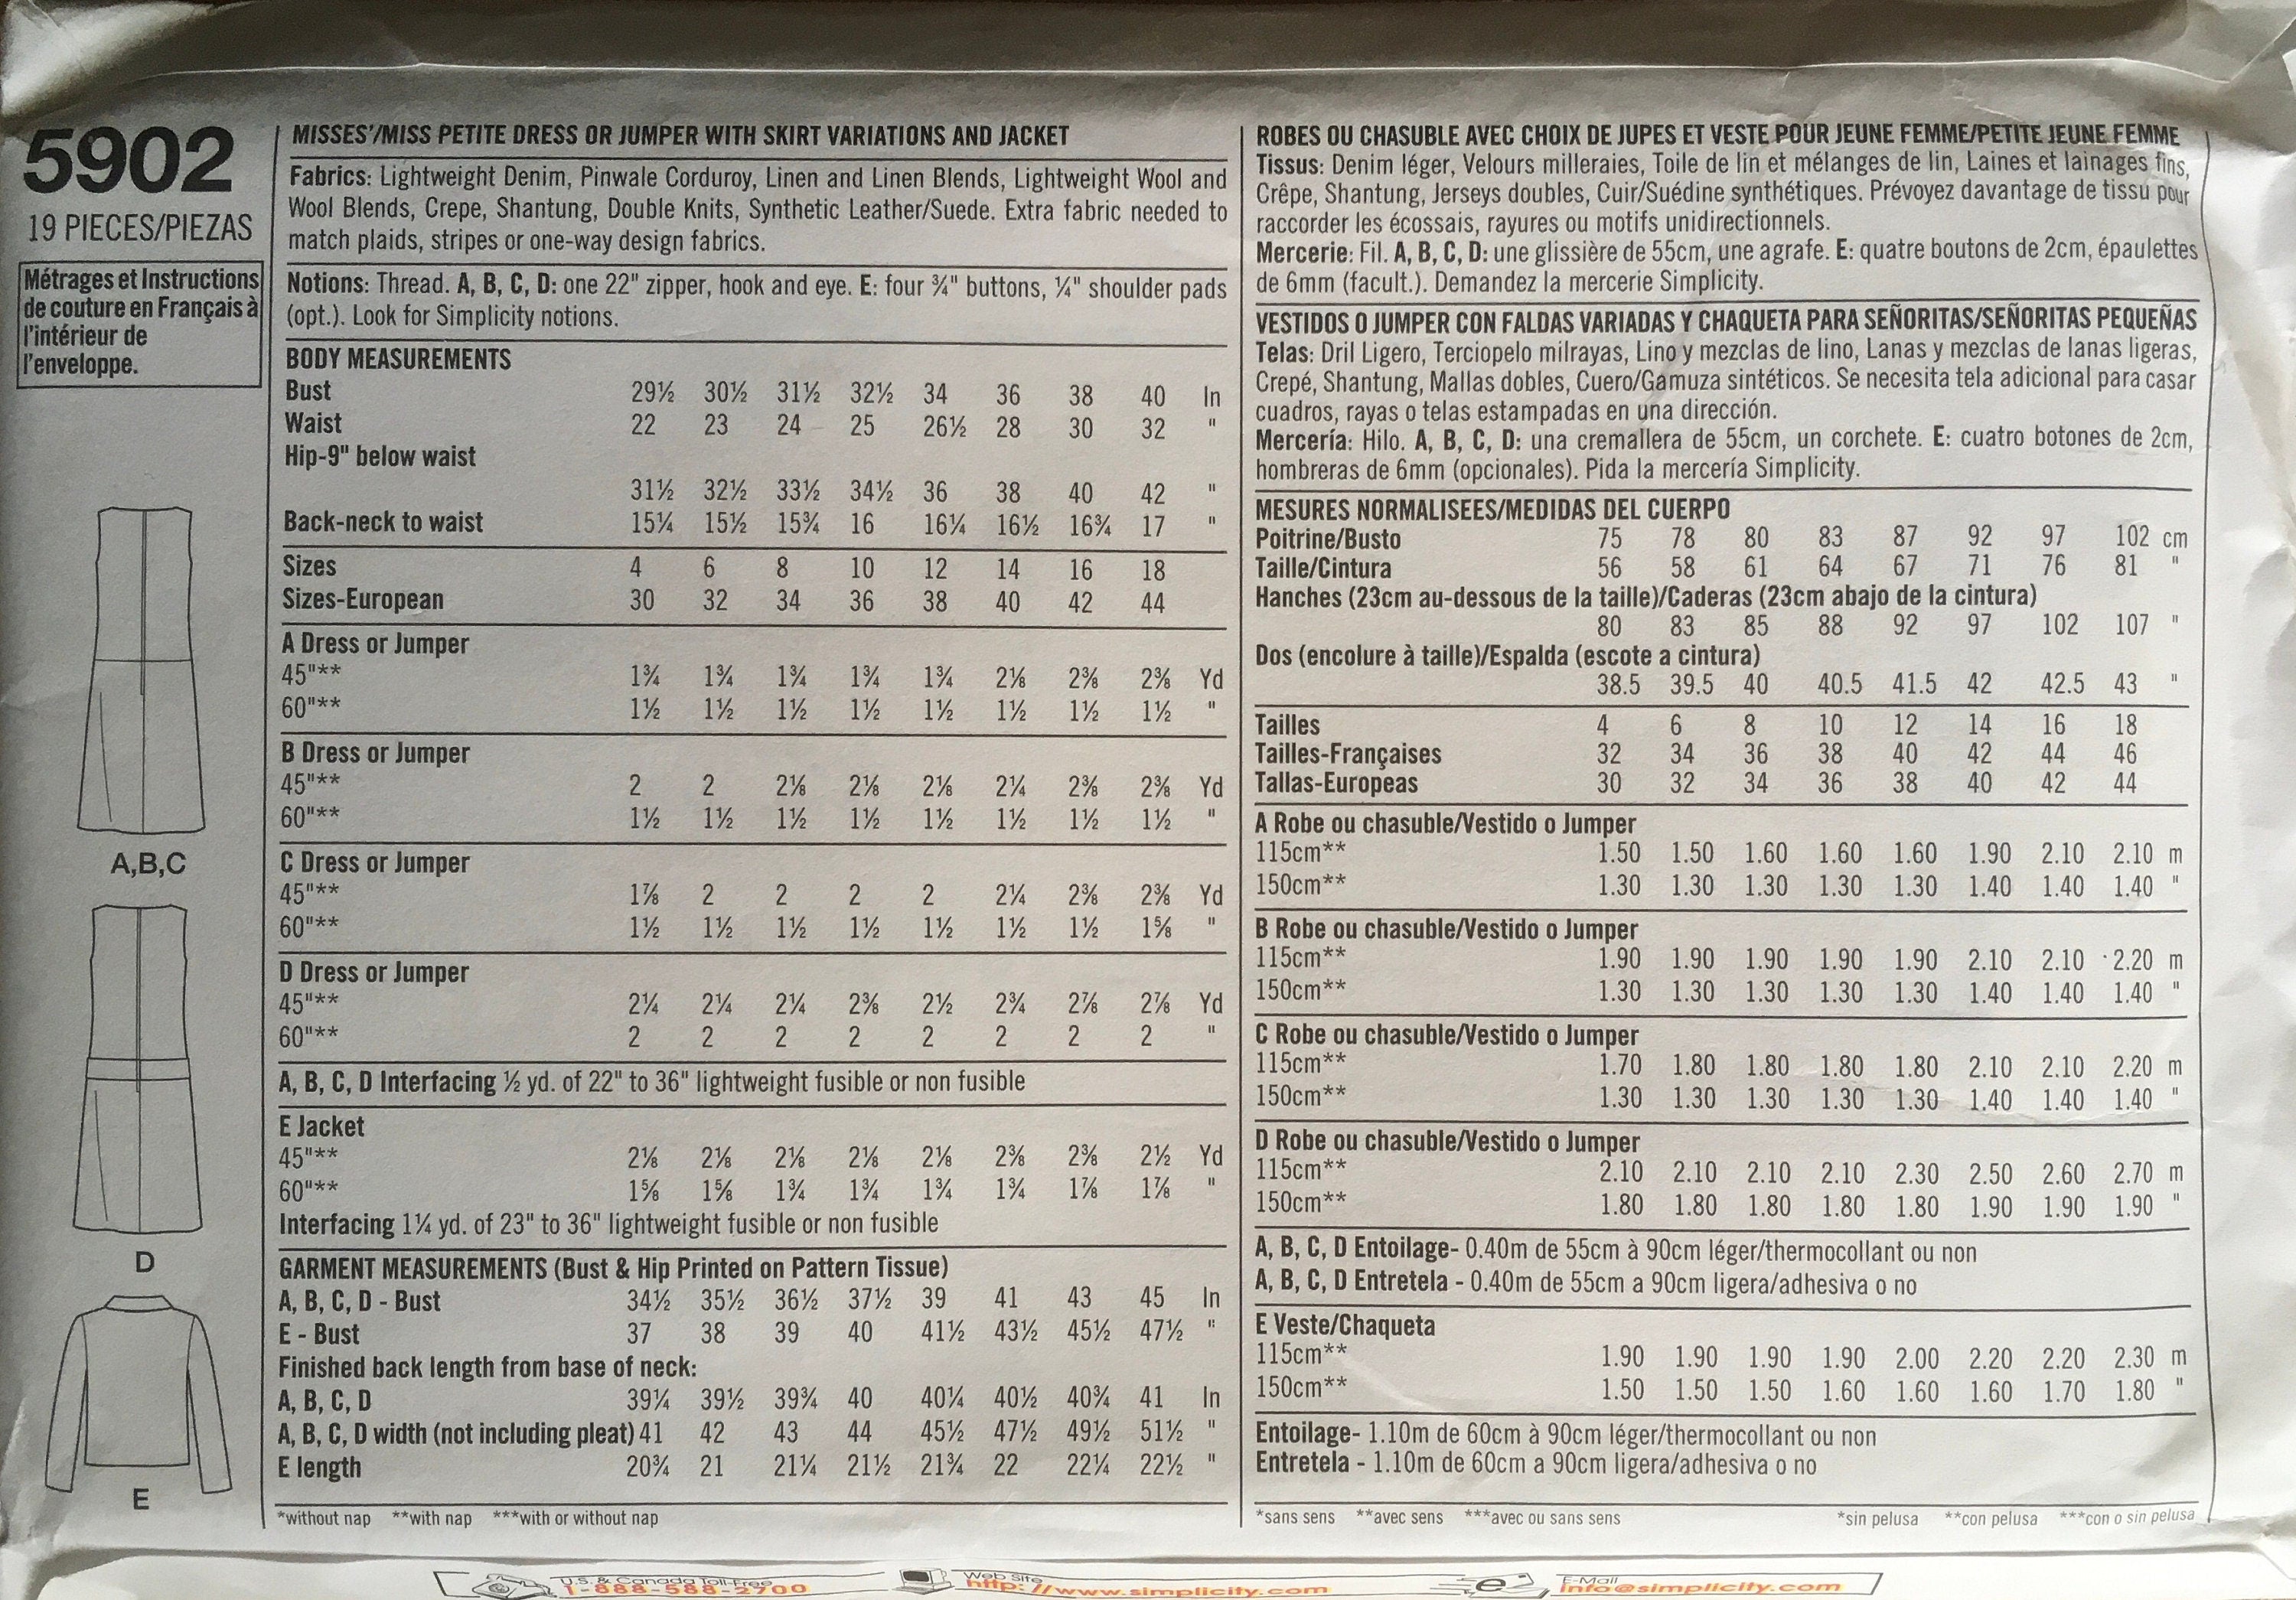 5902
19 PIECES/PIEZAS
Métrages et Instructions
de couture en Français à
l'intérieur de
l'enveloppe.
A,B,C
D
E
MISSES'/MISS PETITE DRESS OR JUMPER WITH SKIRT VARIATIONS AND JACKET
Fabrics: Lightweight Denim, Pinwale Corduroy, Linen and Linen Blends, Lightweight Wool and
Wool Blends, Crepe, Shantung, Double Knits, Synthetic Leather/Suede. Extra fabric needed to
match plaids, stripes or one-way design fabrics.
Notions: Thread. A, B, C, D: one 22" zipper, hook and eye. E: four ¾" buttons, ¼" shoulder pads
(opt.). Look for Simplicity notions.
BODY MEASUREMENTS
Bust 29½ 30½ 31½ 32½ 34 36 38 40 In
Waist 22 23 24 25 26½ 28 30 32 "
Hip-9" below waist
31½ 32½ 33½ 34½ 36 38 40 42 "
Back-neck to waist 15¼ 15½ 15¾ 16 16¼ 16½ 16¾ 17 "
Sizes 4 6 8 10 12 14 16 18
Sizes-European 30 32 34 36 38 40 42 44
A Dress or Jumper
45"** 1¾ 1¾ 1¾ 1¾ 1¾ 2⅛ 2⅜ 2⅜ Yd
60"** 1½ 1½ 1½ 1½ 1½ 1½ 1½ 1½ "
B Dress or Jumper
45"** 2 2 2⅛ 2⅛ 2⅛ 2¼ 2⅜ 2⅜ Yd
60"** 1½ 1½ 1½ 1½ 1½ 1½ 1½ 1½ "
C Dress or Jumper
45"** 1⅞ 2 2 2 2 2¼ 2⅜ 2⅜ Yd
60"** 1½ 1½ 1½ 1½ 1½ 1½ 1½ 1⅝ "
D Dress or Jumper
45"** 2¼ 2¼ 2¼ 2⅜ 2½ 2¾ 2⅞ 2⅞ Yd
60"** 2 2 2 2 2 2 2 2 "
A, B, C, D Interfacing ½ yd. of 22" to 36" lightweight fusible or non fusible
E Jacket
45"** 2⅛ 2⅛ 2⅛ 2⅛ 2⅛ 2⅜ 2⅜ 2½ Yd
60"** 1⅝ 1⅝ 1¾ 1¾ 1¾ 1¾ 1⅞ 1⅞ "
Interfacing 1¼ yd. of 23" to 36" lightweight fusible or non fusible
GARMENT MEASUREMENTS (Bust & Hip Printed on Pattern Tissue)
A, B, C, D - Bust 34½ 35½ 36½ 37½ 39 41 43 45 In
E - Bust 37 38 39 40 41½ 43½ 45½ 47½ "
Finished back length from base of neck:
A, B, C, D 39¼ 39½ 39¾ 40 40¼ 40½ 40¾ 41 In
A, B, C, D width (not including pleat) 41 42 43 44 45½ 47½ 49½ 51½ "
E length 20¾ 21 21¼ 21½ 21¾ 22 22¼ 22½ "
*without nap **with nap ***with or without nap
ROBES OU CHASUBLE AVEC CHOIX DE JUPES ET VESTE POUR JEUNE FEMME/PETITE JEUNE FEMME
Tissus: Denim léger, Velours milleraies, Toile de lin et mélanges de lin, Laines et lainages fins,
Crêpe, Shantung, Jerseys doubles, Cuir/Suédine synthétiques. Prévoyez davantage de tissu pour
raccorder les écossais, rayures ou motifs unidirectionnels.
Mercerie: Fil. A, B, C, D: une glissière de 55cm, une agrafe. E: quatre boutons de 2cm, épaulettes
de 6mm (facult.). Demandez la mercerie Simplicity.
VESTIDOS O JUMPER CON FALDAS VARIADAS Y CHAQUETA PARA SEÑORITAS/SEÑORITAS PEQUEÑAS
Telas: Dril Ligero, Terciopelo milrayas, Lino y mezclas de lino, Lanas y mezclas de lanas ligeras,
Crepé, Shantung, Mallas dobles, Cuero/Gamuza sintéticos. Se necesita tela adicional para casar
cuadros, rayas o telas estampadas en una dirección.
Mercería: Hilo. A, B, C, D: una cremallera de 55cm, un corchete. E: cuatro botones de 2cm,
hombreras de 6mm (opcionales). Pida la mercería Simplicity.
MESURES NORMALISEES/MEDIDAS DEL CUERPO
Poitrine/Busto 75 78 80 83 87 92 97 102 cm
Taille/Cintura 56 58 61 64 67 71 76 81 "
Hanches (23cm au-dessous de la taille)/Caderas (23cm abajo de la cintura)
80 83 85 88 92 97 102 107 "
Dos (encolure à taille)/Espalda (escote a cintura)
38.5 39.5 40 40.5 41.5 42 42.5 43 "
Tailles 4 6 8 10 12 14 16 18
Tailles-Françaises 32 34 36 38 40 42 44 46
Tallas-Europeas 30 32 34 36 38 40 42 44
A Robe ou chasuble/Vestido o Jumper
115cm** 1.50 1.50 1.60 1.60 1.60 1.90 2.10 2.10 m
150cm** 1.30 1.30 1.30 1.30 1.30 1.40 1.40 1.40 "
B Robe ou chasuble/Vestido o Jumper
115cm** 1.90 1.90 1.90 1.90 1.90 2.10 2.10 2.20 m
150cm** 1.30 1.30 1.30 1.30 1.30 1.40 1.40 1.40 "
C Robe ou chasuble/Vestido o Jumper
115cm** 1.70 1.80 1.80 1.80 1.80 2.10 2.10 2.20 m
150cm** 1.30 1.30 1.30 1.30 1.30 1.40 1.40 1.40 "
D Robe ou chasuble/Vestido o Jumper
115cm** 2.10 2.10 2.10 2.10 2.30 2.50 2.60 2.70 m
150cm** 1.80 1.80 1.80 1.80 1.80 1.90 1.90 1.90 "
A, B, C, D Entoilage- 0.40m de 55cm à 90cm léger/thermocollant ou non
A, B, C, D Entretela - 0.40m de 55cm a 90cm ligera/adhesiva o no
E Veste/Chaqueta
115cm** 1.90 1.90 1.90 1.90 2.00 2.20 2.20 2.30 m
150cm** 1.50 1.50 1.50 1.60 1.60 1.60 1.70 1.80 "
Entoilage- 1.10m de 60cm à 90cm léger/thermocollant ou non
Entretela - 1.10m de 60cm a 90cm ligera/adhesiva o no
*sans sens **avec sens ***avec ou sans sens *sin pelusa **con pelusa ***con o sin pelusa
U.S. & Canada Toll-Free
1-888-588-2700
Web Site
http://www.simplicity.com
E-Mail
info@simplicity.com